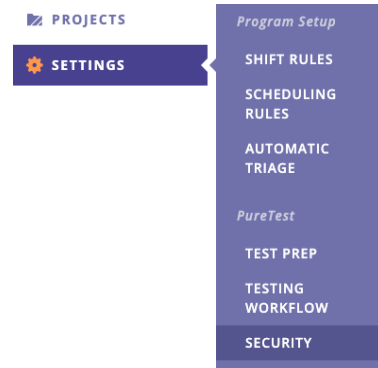 PROJECTS
SETTINGS
Program Setup
SHIFT RULES
SCHEDULING
RULES
AUTOMATIC
TRIAGE
PureTest
TEST PREP
TESTING
WORKFLOW
SECURITY